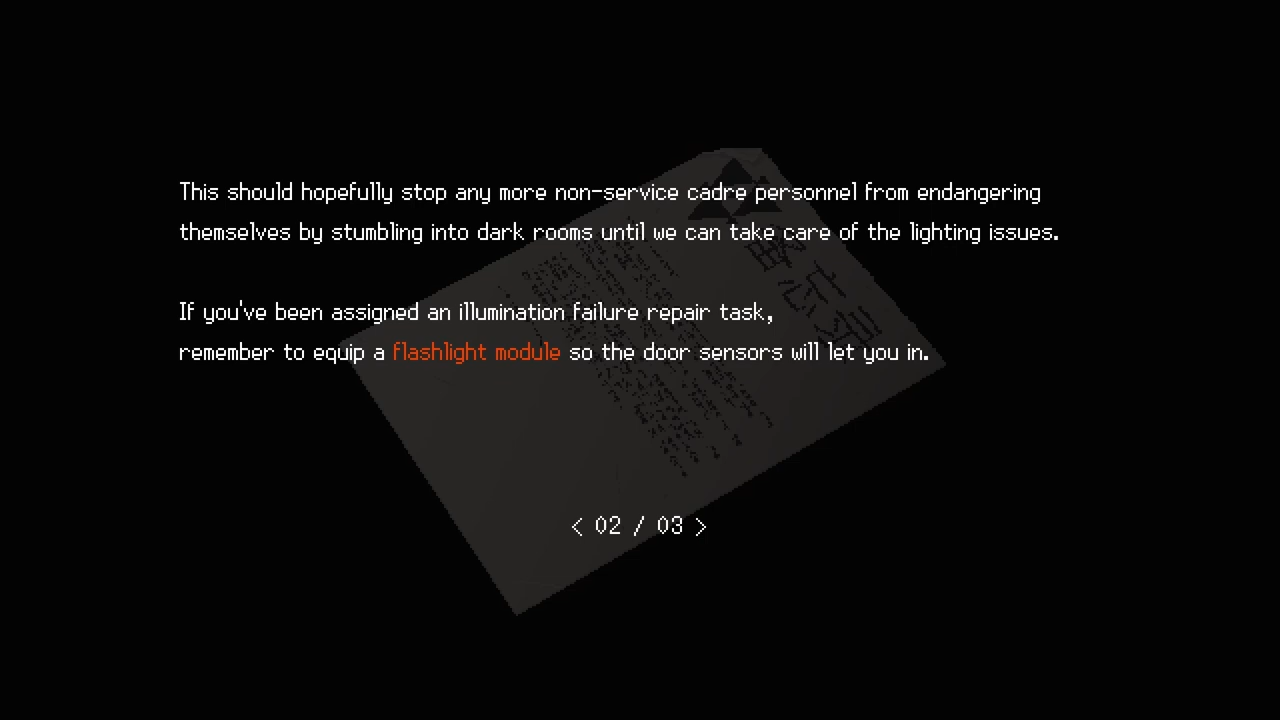 This should hopefully stop any more non-service cadre personnel from endangering
themselves by stumbling into dark rooms until we can take care of the lighting issues.
If you've been assigned an illumination failure repair task,
remember to equip a flashlight module so the door sensors will let you in.
< 02 / 03 >